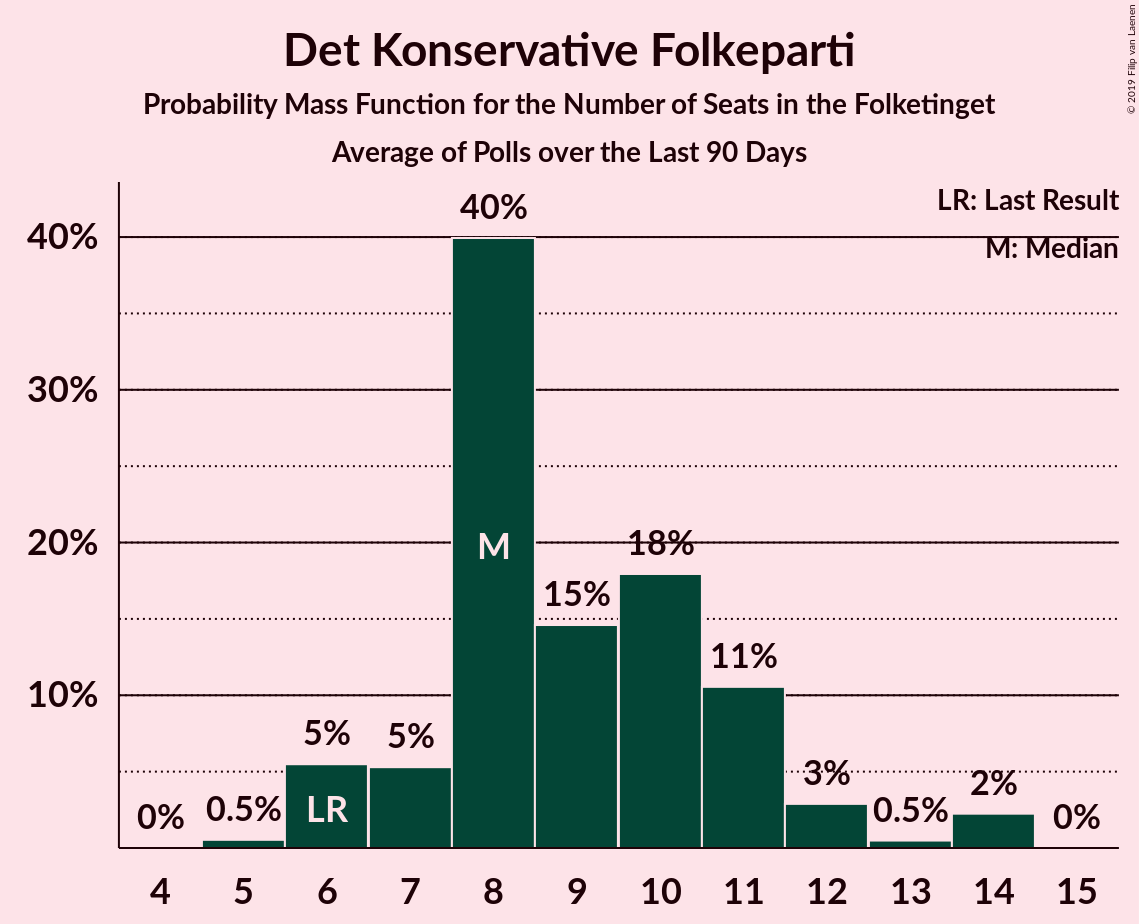 Det Konservative Folkeparti
Probability Mass Function for the Number of Seats in the Folketinget
Average of Polls over the Last 90 Days
© 2019 Filip van Laenen
LR: Last Result
M: Median
40%
30%
20%
10%
0%
0.5%
5%
5%
40%
15%
18%
11%
3%
0.5%
2%
0%
LR
M
4 5 6 7 8 9 10 11 12 13 14 15